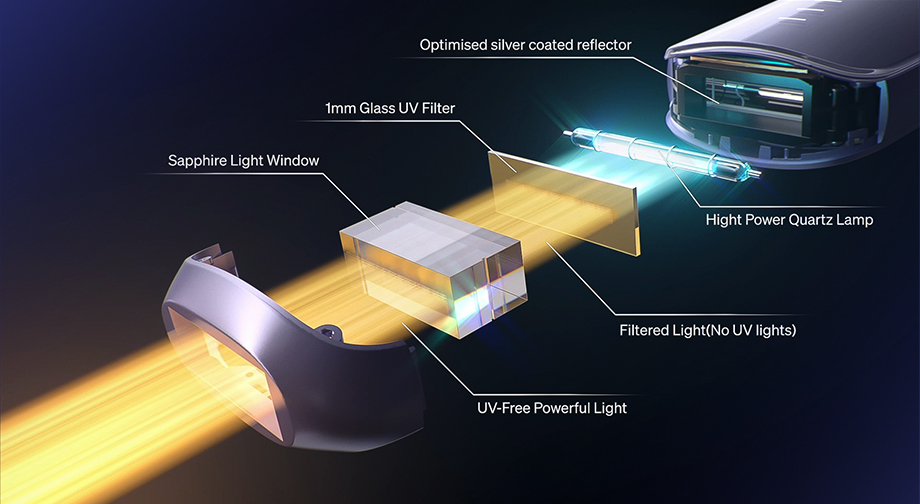 Optimised silver coated reflector
1mm Glass UV Filter
Sapphire Light Window
Hight Power Quartz Lamp
Filtered Light(No UV lights)
UV-Free Powerful Light